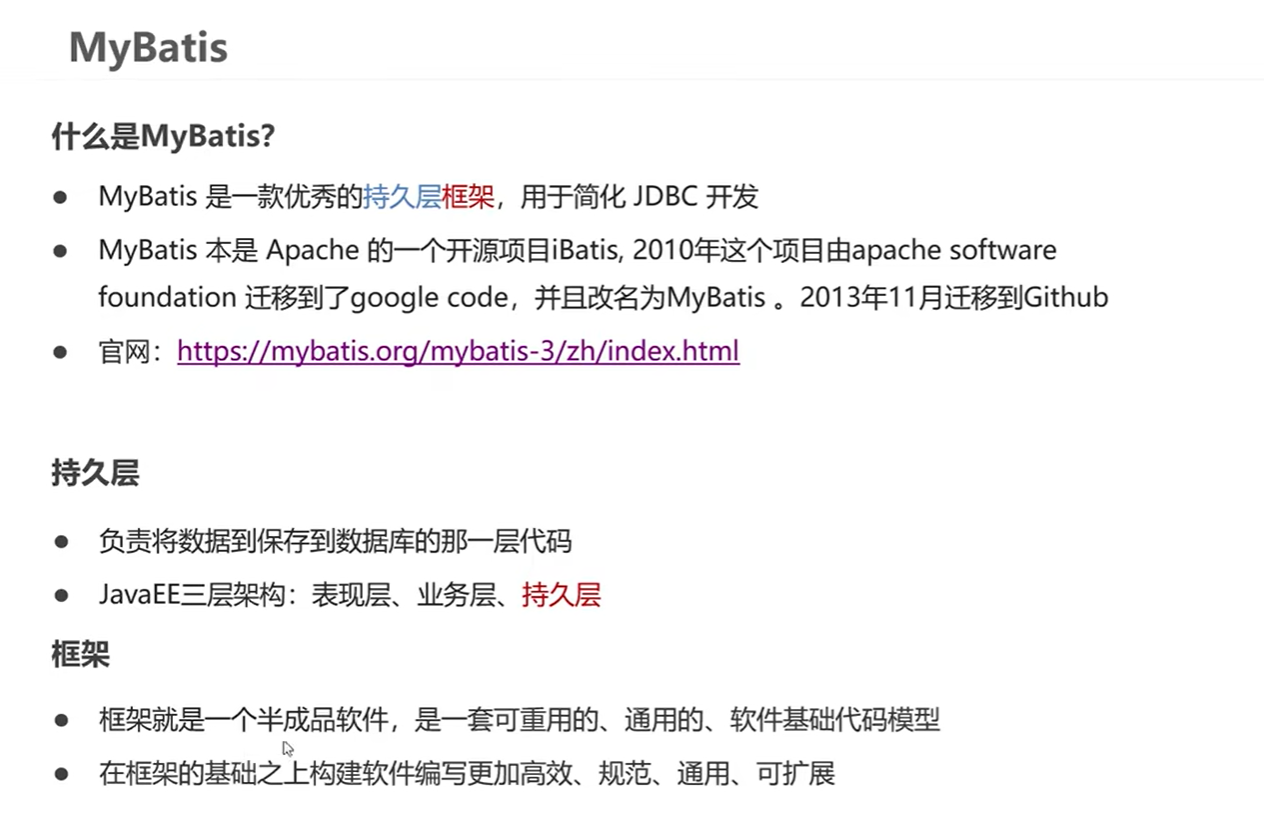 MyBatis
什么是MyBatis?
● MyBatis 是一款优秀的持久层框架，用于简化 JDBC 开发
● MyBatis 本是 Apache 的一个开源项目iBatis, 2010年这个项目由apache software
foundation 迁移到了google code，并且改名为MyBatis 。2013年11月迁移到Github
● 官网：https://mybatis.org/mybatis-3/zh/index.html
持久层
● 负责将数据到保存到数据库的那一层代码
● JavaEE三层架构：表现层、业务层、持久层
框架
● 框架就是一个半成品软件，是一套可重用的、通用的、软件基础代码模型
● 在框架的基础之上构建软件编写更加高效、规范、通用、可扩展